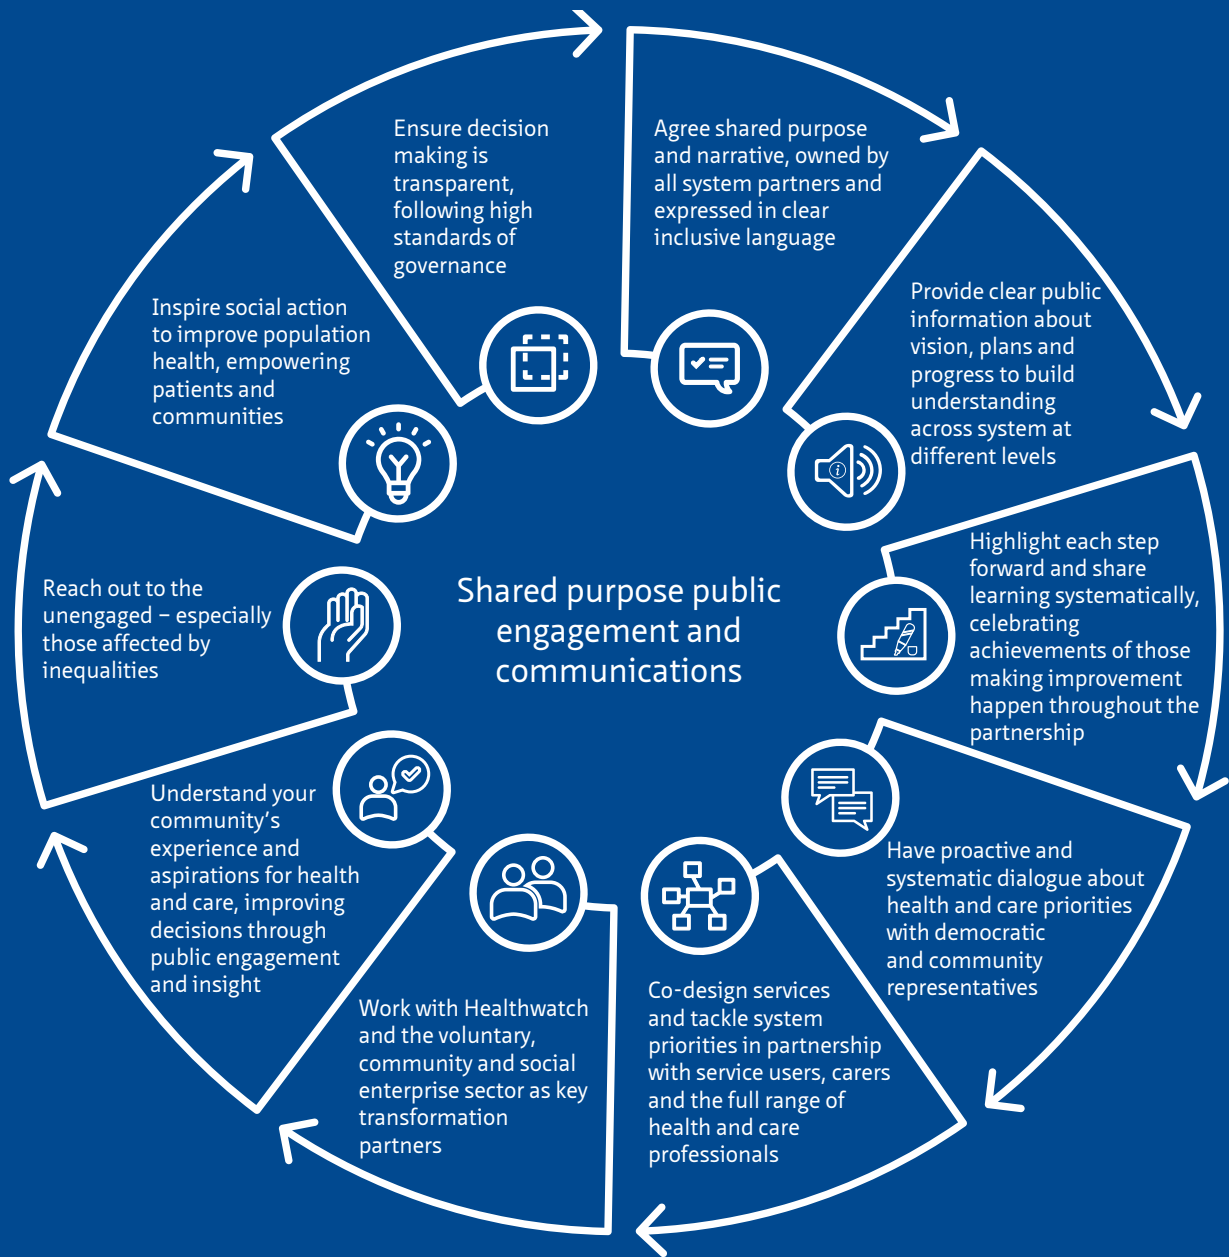 Shared purpose public
engagement and
communications
Agree shared purpose
and narrative, owned by
all system partners and
expressed in clear
inclusive language
Provide clear public
information about
vision, plans and
progress to build
understanding
across system at
different levels
Highlight each step
forward and share
learning systematically,
celebrating
achievements of those
making improvement
happen throughout the
partnership
Have proactive and
systematic dialogue about
health and care priorities
with democratic
and community
representatives
Co-design services
and tackle system
priorities in partnership
with service users, carers
and the full range of
health and care
professionals
Work with Healthwatch
and the voluntary,
community and social
enterprise sector as key
transformation
partners
Understand your
community’s
experience and
aspirations for health
and care, improving
decisions through
public engagement
and insight
Reach out to the
unengaged – especially
those affected by
inequalities
Inspire social action
to improve population
health, empowering
patients and
communities
Ensure decision
making is
transparent,
following high
standards of
governance
i